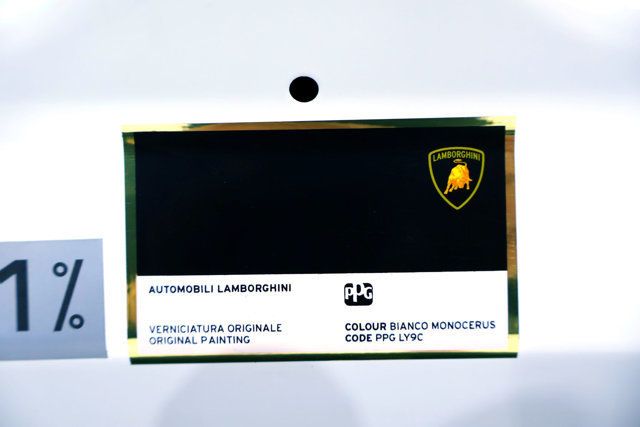 LAMBORGHINI
1%
AUTOMOBILI LAMBORGHINI
PPG
VERNICIATURA ORIGINALE
ORIGINAL PAINTING
COLOUR BIANCO MONOCERUS
CODE PPG LY9C